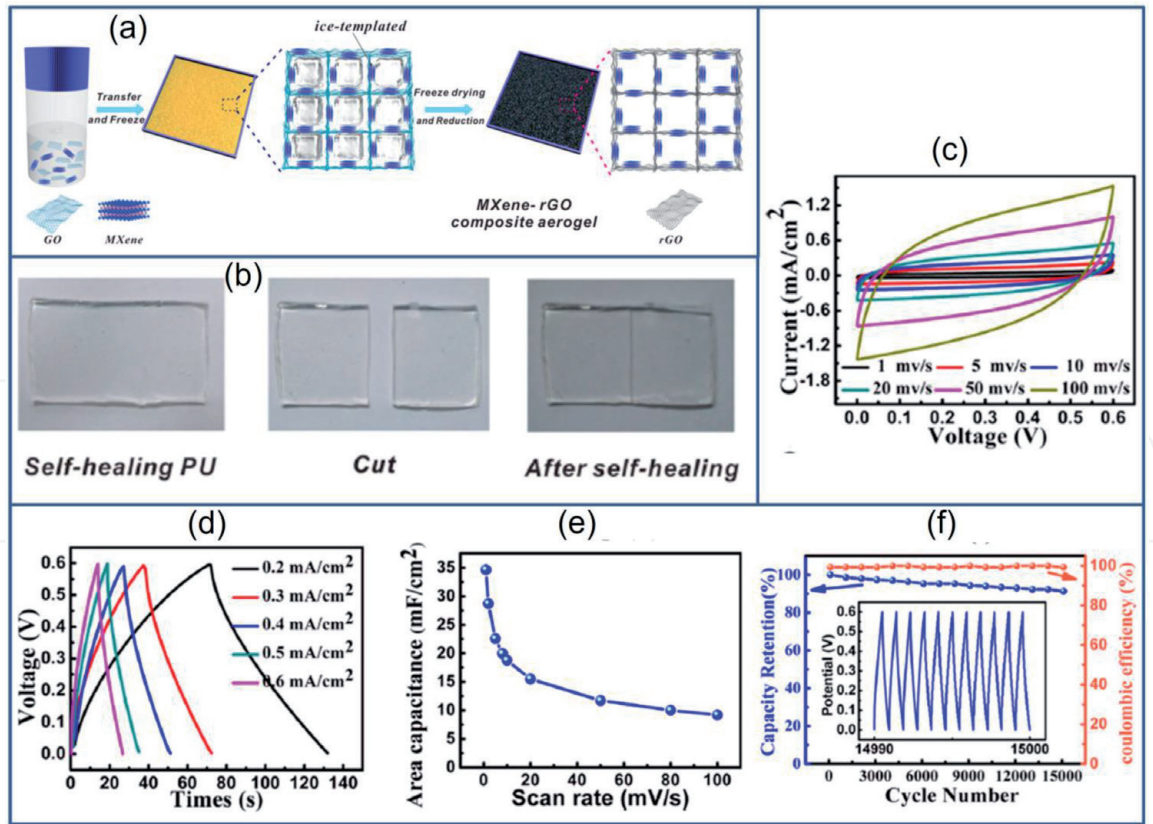 (a)
ice-templated
Transfer
and Freeze
Freeze drying
and Reduction
GO
MXene
MXene- rGO
composite aerogel
rGO
(b)
Self-healing PU
Cut
After self-healing
(c)
Current (mA/cm2)
1.2
0.6
0.0
-0.6
-1.2
-1.8
1 mv/s 5 mv/s 10 mv/s
20 mv/s 50 mv/s 100 mv/s
0.0 0.1 0.2 0.3 0.4 0.5 0.6
Voltage (V)
(d)
Voltage (V)
0.6
0.5
0.4
0.3
0.2
0.1
0.0
0.2 mA/cm2
0.3 mA/cm2
0.4 mA/cm2
0.5 mA/cm2
0.6 mA/cm2
0 20 40 60 80 100 120 140
Times (s)
(e)
Area capacitance (mF/cm2)
35
30
25
20
15
10
5
0
0 20 40 60 80 100
Scan rate (mV/s)
(f)
Capacity Retention(%)
100
80
60
40
20
0
Potential (V)
0.6
0.5
0.4
0.3
0.2
0.1
0.0
14990 15000
100
80
60
40
20
0
coulombic efficiency (%)
0 3000 6000 9000 12000 15000
Cycle Number